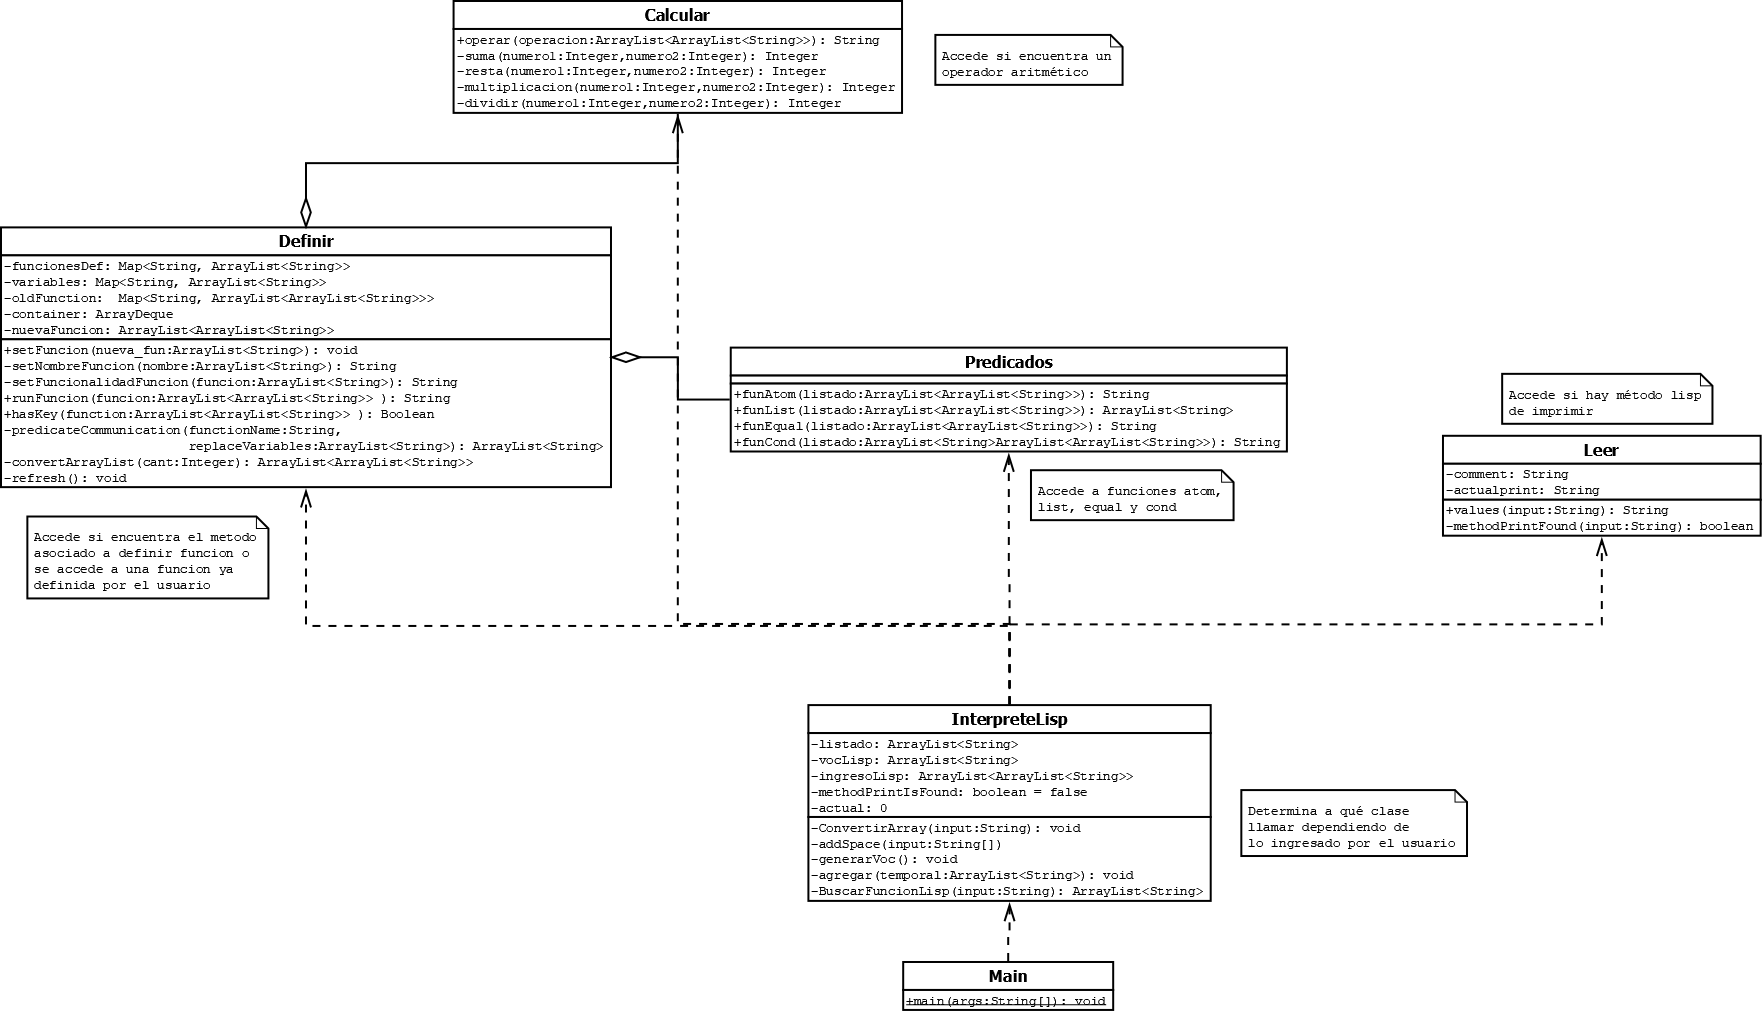 Calcular
+operar(operacion:ArrayList<ArrayList<String>>): String
-suma(numero1:Integer,numero2:Integer): Integer
-resta(numero1:Integer,numero2:Integer): Integer
-multiplicacion(numero1:Integer,numero2:Integer): Integer
-dividir(numero1:Integer,numero2:Integer): Integer
Accede si encuentra un
operador aritmético
Definir
-funcionesDef: Map<String, ArrayList<String>>
-variables: Map<String, ArrayList<String>>
-oldFunction:  Map<String, ArrayList<ArrayList<String>>>
-container: ArrayDeque
-nuevaFuncion: ArrayList<ArrayList<String>>
+setFuncion(nueva_fun:ArrayList<String>): void
-setNombreFuncion(nombre:ArrayList<String>): String
-setFuncionalidadFuncion(funcion:ArrayList<String>): String
+runFuncion(funcion:ArrayList<ArrayList<String>> ): String
+hasKey(function:ArrayList<ArrayList<String>> ): Boolean
-predicateCommunication(functionName:String,
replaceVariables:ArrayList<String>): ArrayList<String>
-convertArrayList(cant:Integer): ArrayList<ArrayList<String>>
-refresh(): void
Accede si encuentra el metodo
asociado a definir funcion o
se accede a una funcion ya
definida por el usuario
Predicados
+funAtom(listado:ArrayList<ArrayList<String>>): String
+funList(listado:ArrayList<ArrayList<String>>): ArrayList<String>
+funEqual(listado:ArrayList<ArrayList<String>>): String
+funCond(listado:ArrayList<String>ArrayList<ArrayList<String>>): String
Accede a funciones atom,
list, equal y cond
Accede si hay método lisp
de imprimir
Leer
-comment: String
-actualprint: String
+values(input:String): String
-methodPrintFound(input:String): boolean
InterpreteLisp
-listado: ArrayList<String>
-vocLisp: ArrayList<String>
-ingresoLisp: ArrayList<ArrayList<String>>
-methodPrintIsFound: boolean = false
-actual: 0
-ConvertirArray(input:String): void
-addSpace(input:String[])
-generarVoc(): void
-agregar(temporal:ArrayList<String>): void
-BuscarFuncionLisp(input:String): ArrayList<String>
Determina a qué clase
llamar dependiendo de
lo ingresado por el usuario
Main
+main(args:String[]): void